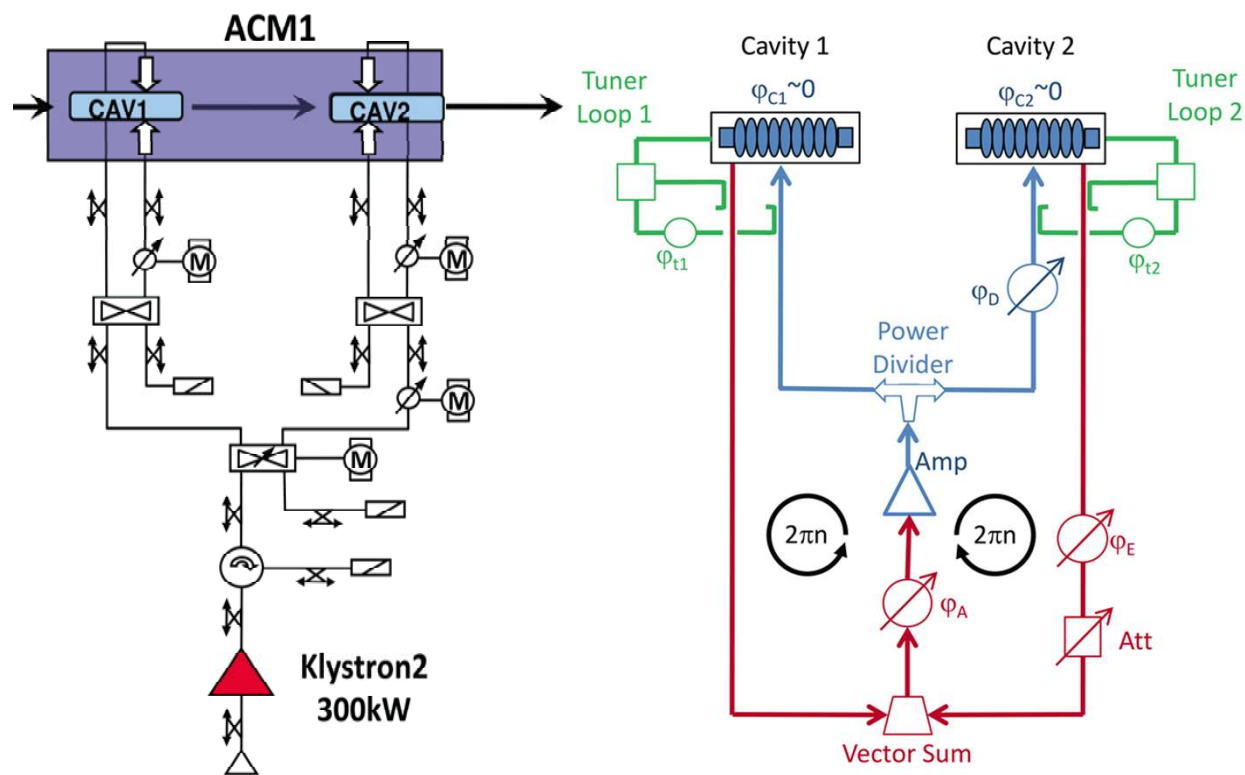 ACM1
CAV1
CAV2
M
M
M
M
Klystron2
300kW
Cavity 1
Cavity 2
Tuner
Loop 1
φC1~0
φC2~0
Tuner
Loop 2
φt1
φt2
φD
Power
Divider
Amp
2πn
2πn
φE
φA
Att
Vector Sum